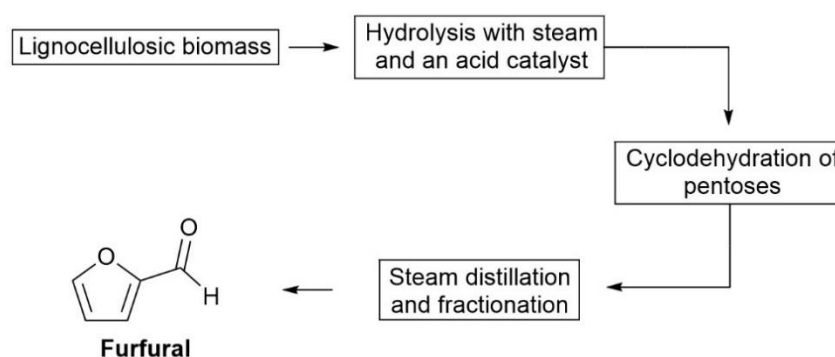 Lignocellulosic biomass
Hydrolysis with steam
and an acid catalyst
Cyclodehydration of
pentoses
Steam distillation
and fractionation
O
O
H
Furfural